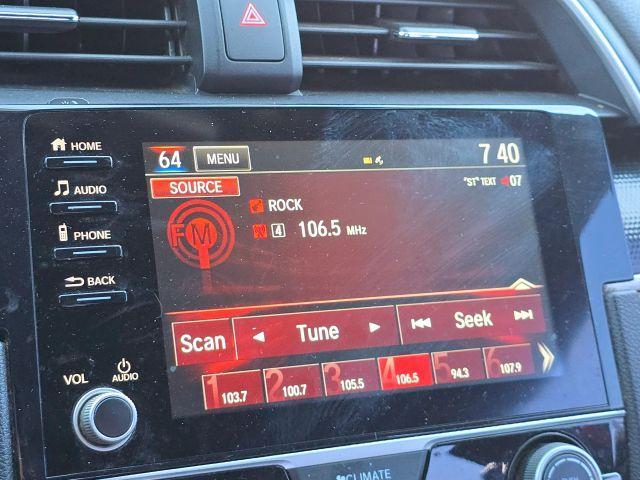 HOME
64 MENU 7 40
SOURCE "ST" TEXT 07
AUDIO
FM ROCK
4 106.5 MHz
PHONE
BACK
Scan Tune Seek
1 103.7 2 100.7 3 105.5 4 106.5 5 94.3 6 107.9
VOL AUDIO
CLIMATE